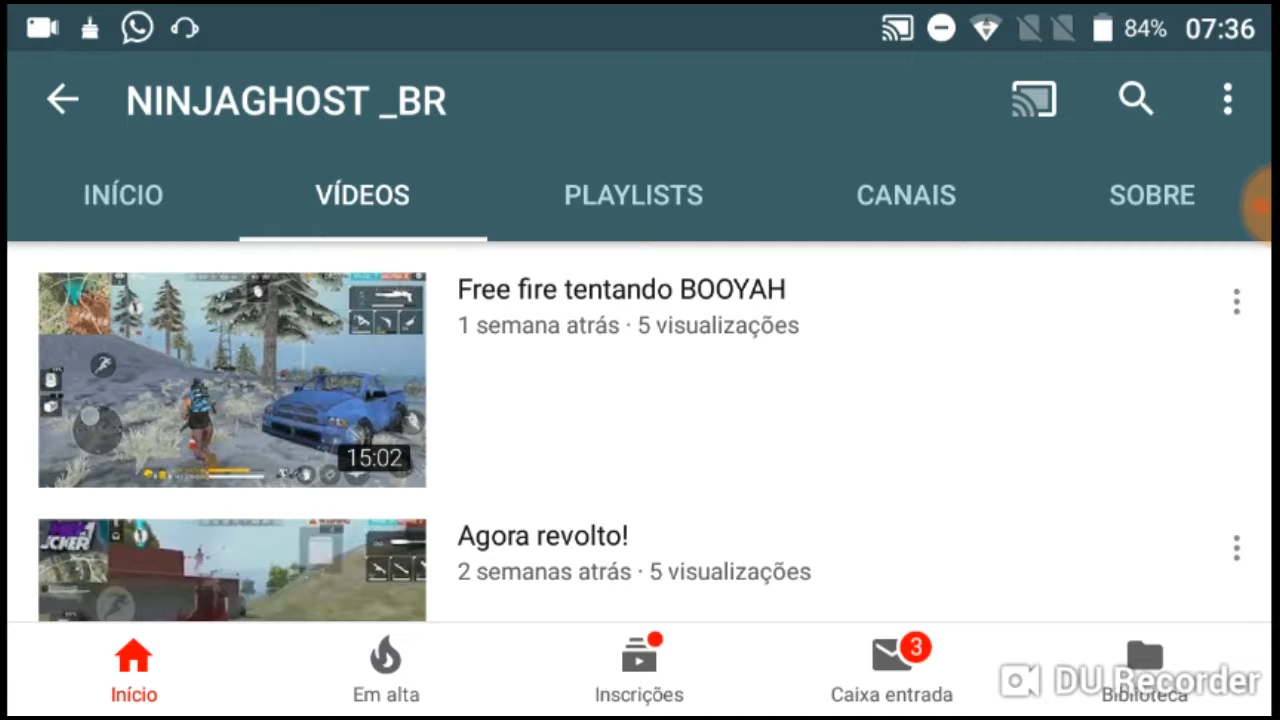 84% 07:36
NINJAGHOST _BR
INÍCIO VÍDEOS PLAYLISTS CANAIS SOBRE
Free fire tentando BOOYAH
1 semana atrás · 5 visualizações
15:02
Agora revolto!
2 semanas atrás · 5 visualizações
3
Início Em alta Inscrições Caixa entrada Biblioteca
DU Recorder